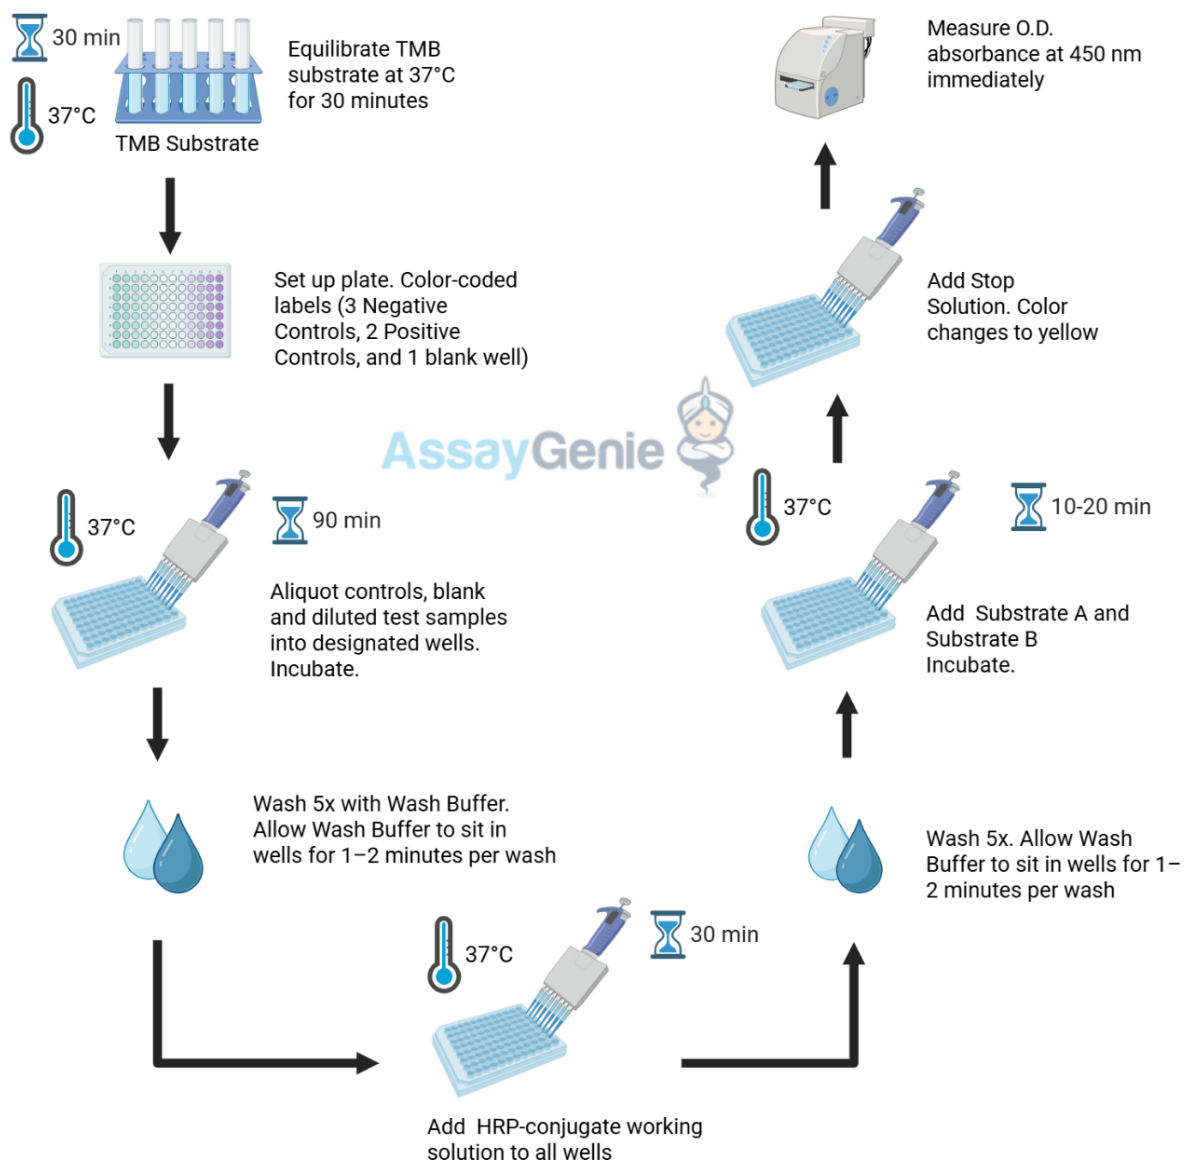 30 min
37°C
TMB Substrate
Equilibrate TMB
substrate at 37°C
for 30 minutes
Set up plate. Color-coded
labels (3 Negative
Controls, 2 Positive
Controls, and 1 blank well)
37°C
90 min
Aliquot controls, blank
and diluted test samples
into designated wells.
Incubate.
Wash 5x with Wash Buffer.
Allow Wash Buffer to sit in
wells for 1–2 minutes per wash
37°C
30 min
Add HRP-conjugate working
solution to all wells
Wash 5x. Allow Wash
Buffer to sit in wells for 1–
2 minutes per wash
37°C
10-20 min
Add Substrate A and
Substrate B
Incubate.
Add Stop
Solution. Color
changes to yellow
Measure O.D.
absorbance at 450 nm
immediately
AssayGenie